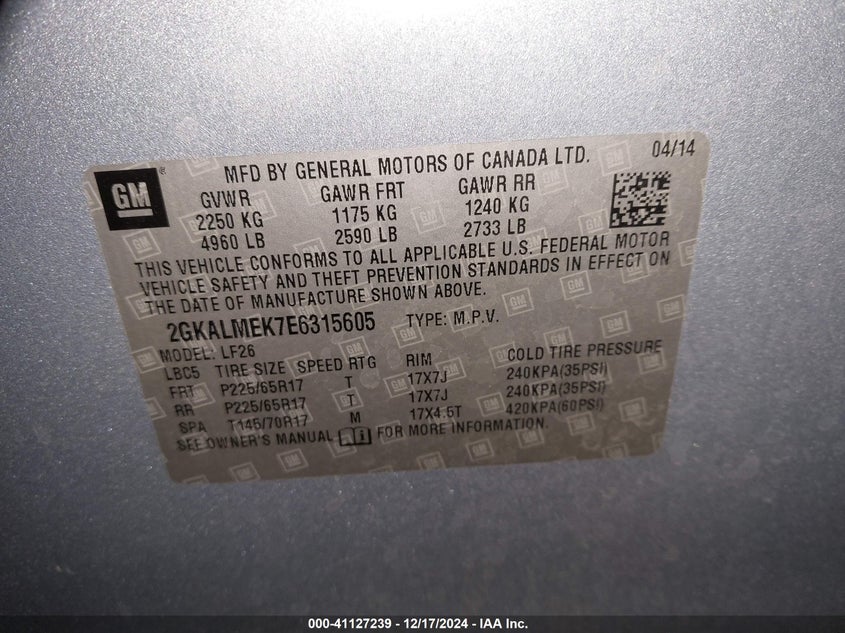 GM ®
MFD BY GENERAL MOTORS OF CANADA LTD. 04/14
GVWR GAWR FRT GAWR RR
2250 KG 1175 KG 1240 KG
4960 LB 2590 LB 2733 LB
THIS VEHICLE CONFORMS TO ALL APPLICABLE U.S. FEDERAL MOTOR
VEHICLE SAFETY AND THEFT PREVENTION STANDARDS IN EFFECT ON
THE DATE OF MANUFACTURE SHOWN ABOVE.
2GKALMEK7E6315605 TYPE: M.P.V.
MODEL: LF26
LBC5 TIRE SIZE SPEED RTG RIM COLD TIRE PRESSURE
FRT P225/65R17 T 17X7J 240KPA(35PSI)
RR P225/65R17 T 17X7J 240KPA(35PSI)
SPA T145/70R17 M 17X4.5T 420KPA(60PSI)
SEE OWNER'S MANUAL FOR MORE INFORMATION.
000-41127239 - 12/17/2024 - IAA Inc.